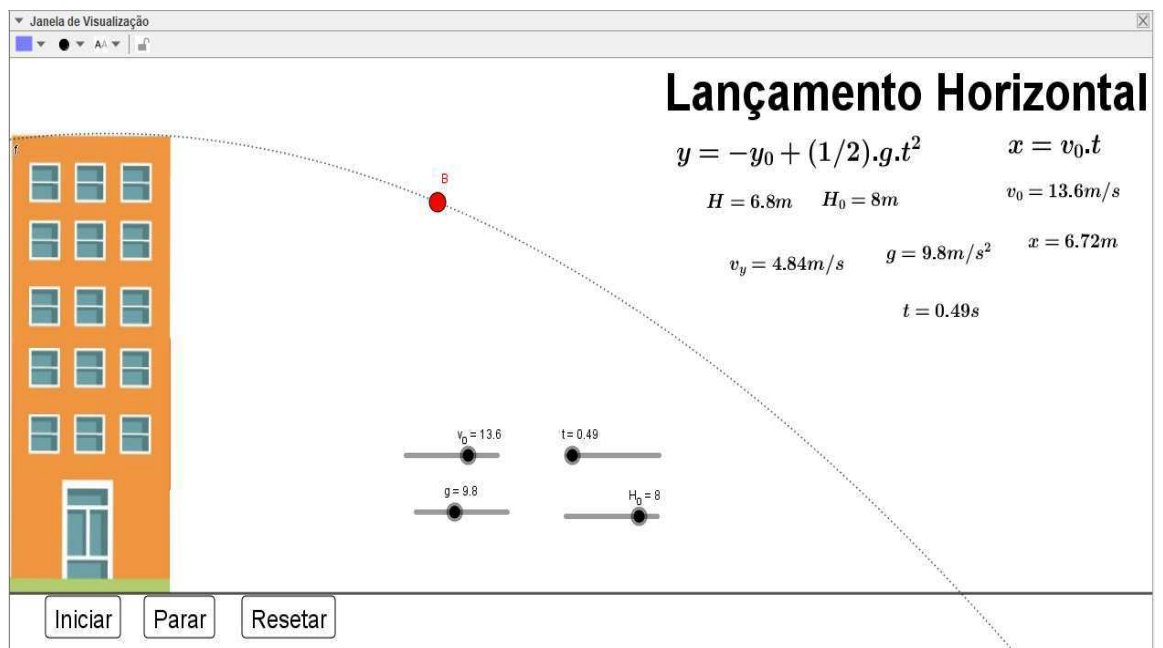 Janela de Visualização
AA
Lançamento Horizontal
y = −y₀ + (1/2).g.t²
x = v₀.t
H = 6.8m
H₀ = 8m
v₀ = 13.6m/s
v_y = 4.84m/s
g = 9.8m/s²
x = 6.72m
t = 0.49s
f
B
v₀ = 13.6
t = 0.49
g = 9.8
H₀ = 8
Iniciar
Parar
Resetar